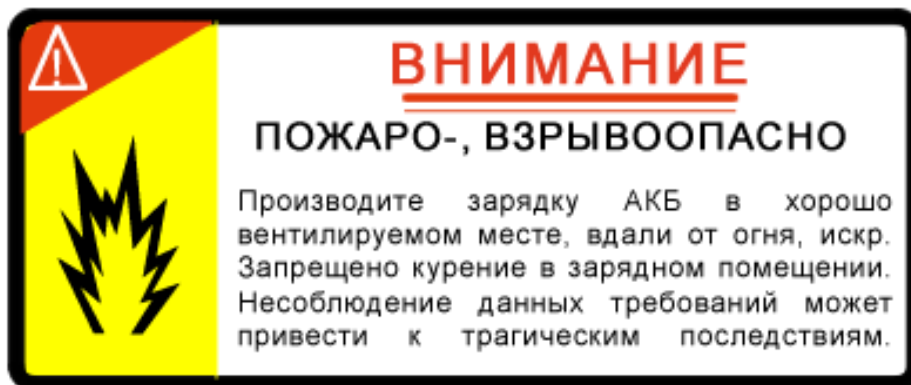 ВНИМАНИЕ
ПОЖАРО-, ВЗРЫВООПАСНО
Производите зарядку АКБ в хорошо
вентилируемом месте, вдали от огня, искр.
Запрещено курение в зарядном помещении.
Несоблюдение данных требований может
привести к трагическим последствиям.